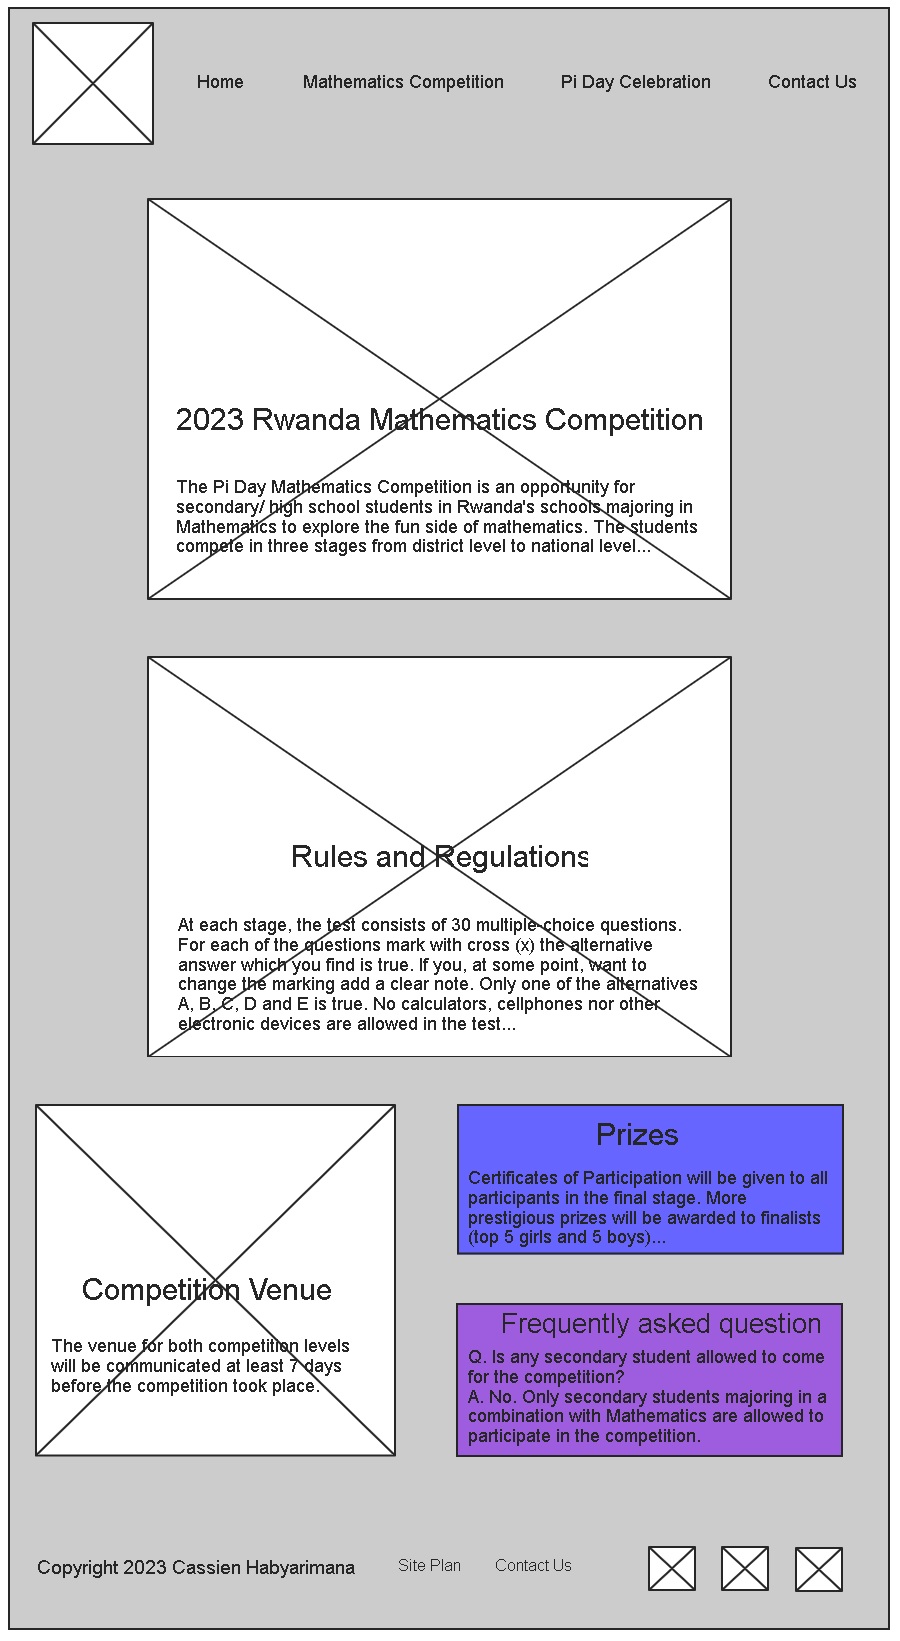 Home Mathematics Competition Pi Day Celebration Contact Us
2023 Rwanda Mathematics Competition
The Pi Day Mathematics Competition is an opportunity for
secondary/ high school students in Rwanda's schools majoring in
Mathematics to explore the fun side of mathematics. The students
compete in three stages from district level to national level...
Rules and Regulations
At each stage, the test consists of 30 multiple-choice questions.
For each of the questions mark with cross (x) the alternative
answer which you find is true. If you, at some point, want to
change the marking add a clear note. Only one of the alternatives
A, B, C, D and E is true. No calculators, cellphones nor other
electronic devices are allowed in the test...
Competition Venue
The venue for both competition levels
will be communicated at least 7 days
before the competition took place.
Prizes
Certificates of Participation will be given to all
participants in the final stage. More
prestigious prizes will be awarded to finalists
(top 5 girls and 5 boys)...
Frequently asked question
Q. Is any secondary student allowed to come
for the competition?
A. No. Only secondary students majoring in a
combination with Mathematics are allowed to
participate in the competition.
Copyright 2023 Cassien Habyarimana Site Plan Contact Us